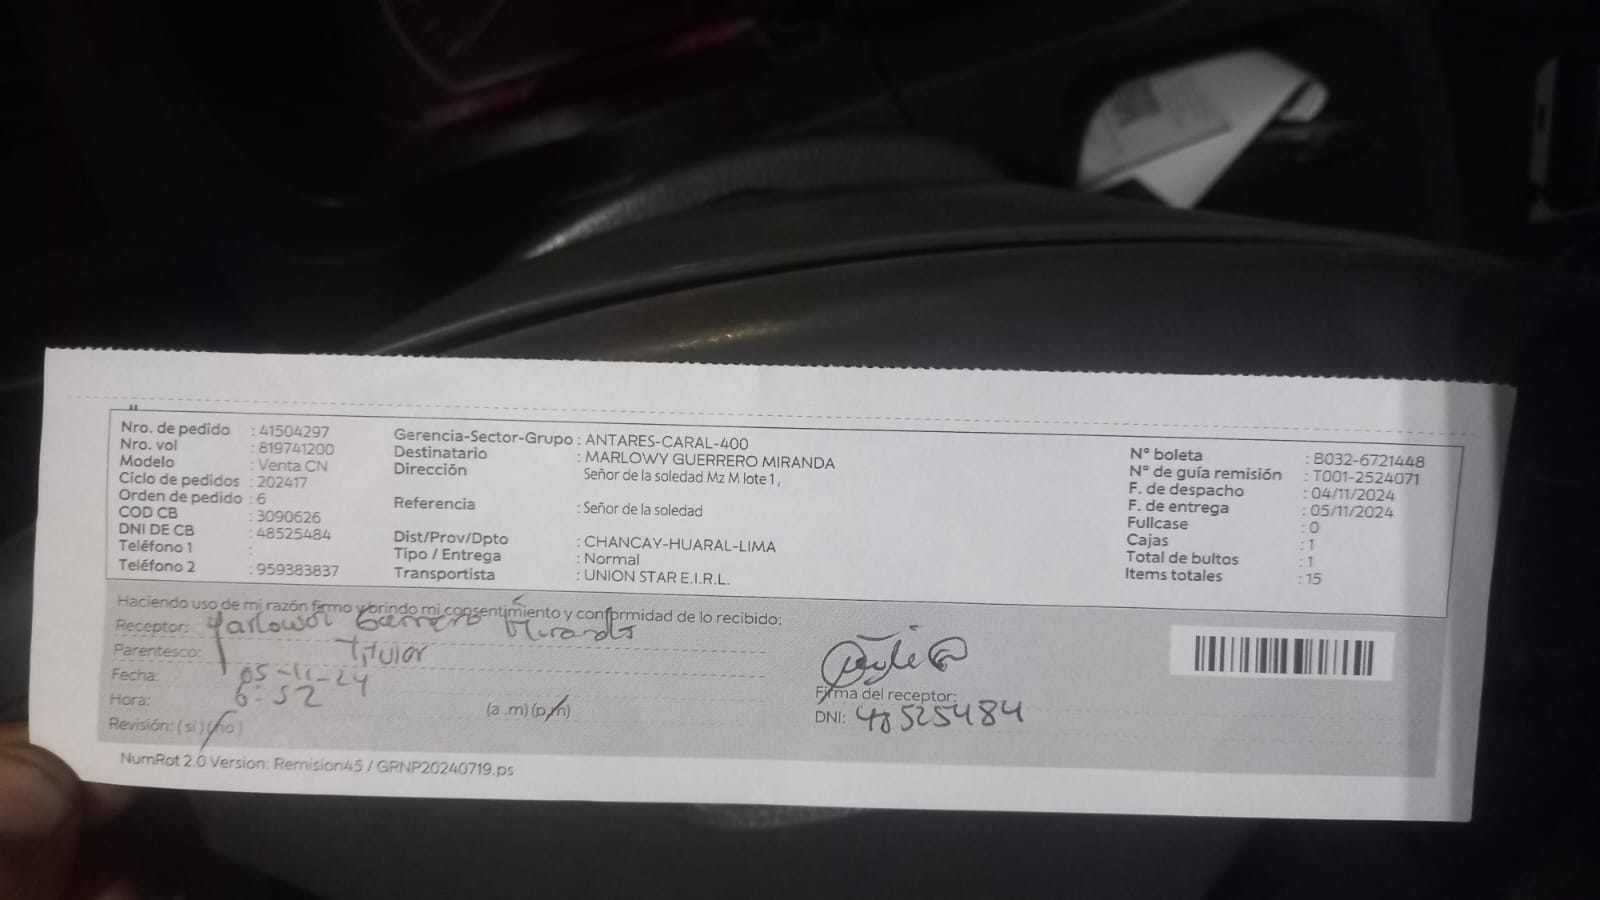 Nro. de pedido : 41504297
Nro. vol : 819741200
Modelo : Venta CN
Ciclo de pedidos : 202417
Orden de pedido : 6
COD CB : 3090626
DNI DE CB : 48525484
Teléfono 1 :
Teléfono 2 : 959383837
Gerencia-Sector-Grupo : ANTARES-CARAL-400
Destinatario : MARLOWY GUERRERO MIRANDA
Dirección Señor de la soledad Mz M lote 1 ,
Referencia : Señor de la soledad
Dist/Prov/Dpto : CHANCAY-HUARAL-LIMA
Tipo / Entrega : Normal
Transportista : UNION STAR E.I.R.L.
N° boleta : B032-6721448
N° de guía remisión : T001-2524071
F. de despacho : 04/11/2024
F. de entrega : 05/11/2024
Fullcase : 0
Cajas : 1
Total de bultos : 1
Items totales : 15
Haciendo uso de mi razón firmo y brindo mi consentimiento y conformidad de lo recibido:
Receptor: Guerrero Miranda
Parentesco: Titular
Fecha: 05-11-24
Hora: 6:52 (a .m) (p.m)
Revisión: ( si ) ( no )
Firma del receptor:
DNI: 48525484
NumRot 2.0 Version: Remision45 / GRNP20240719.ps